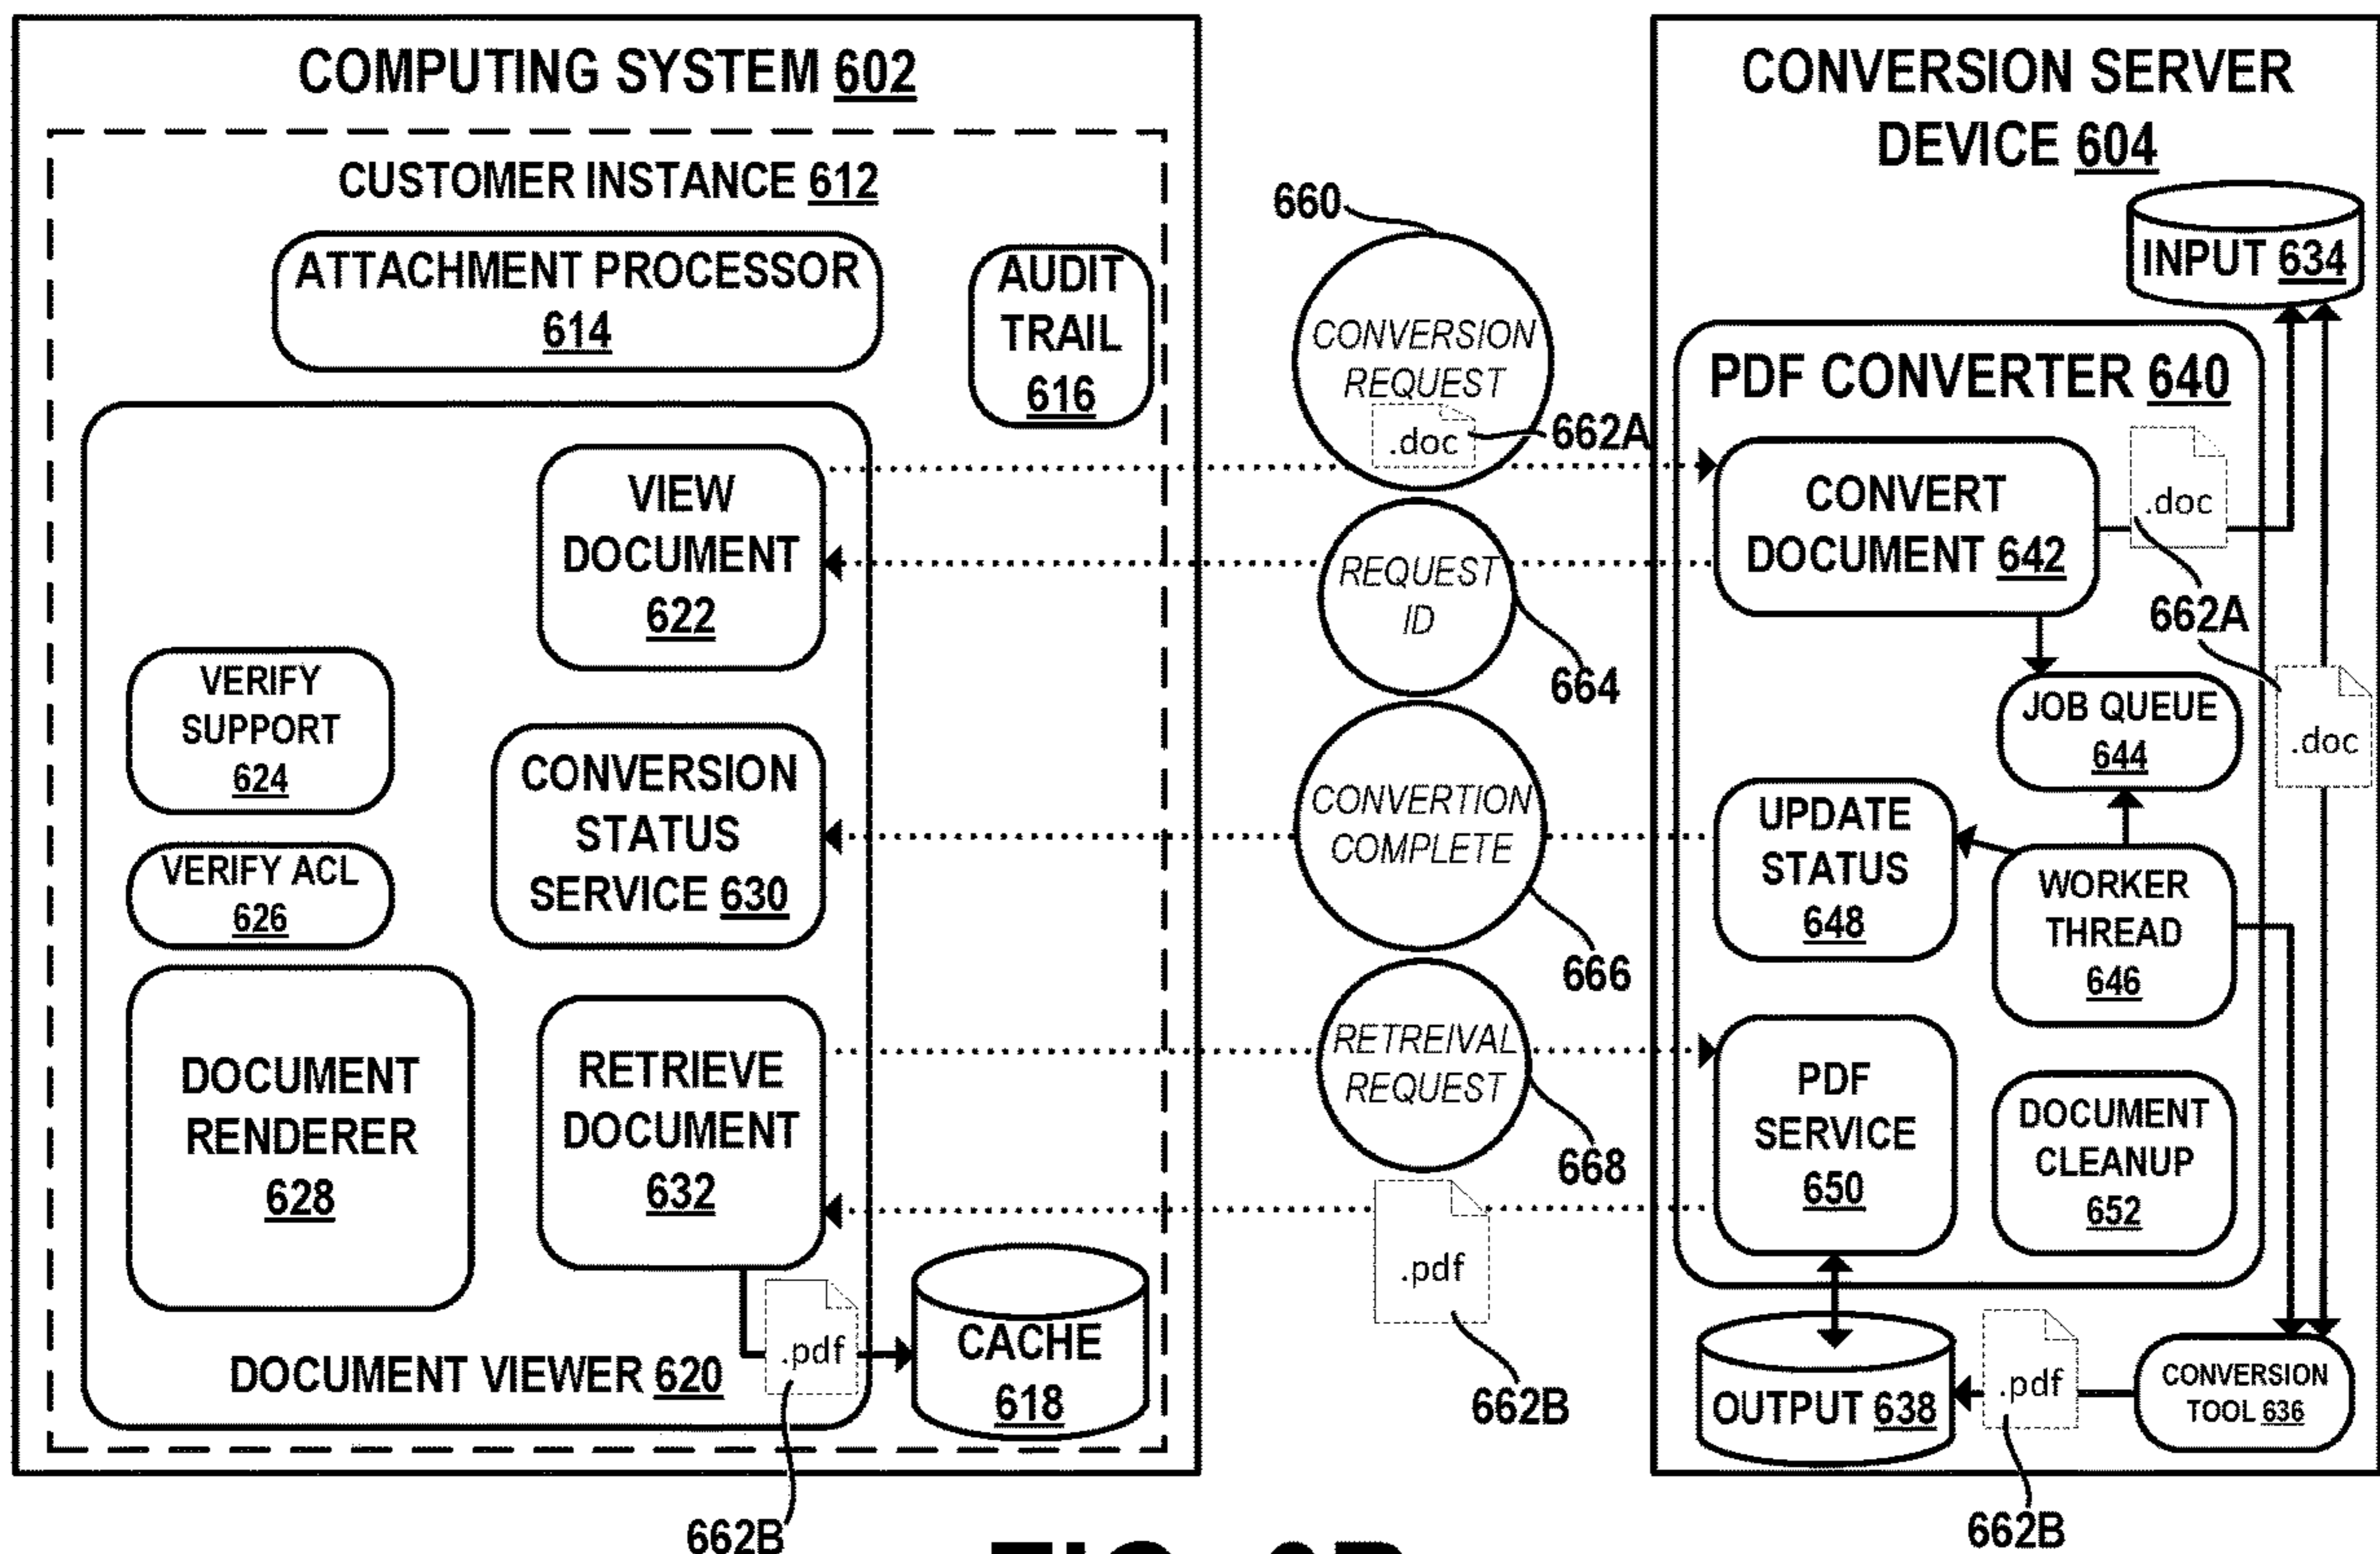 COMPUTING SYSTEM 602
CUSTOMER INSTANCE 612
ATTACHMENT PROCESSOR
614
AUDIT
TRAIL
616
VIEW
DOCUMENT
622
VERIFY
SUPPORT
624
CONVERSION
STATUS
SERVICE 630
VERIFY ACL
626
DOCUMENT
RENDERER
628
RETRIEVE
DOCUMENT
632
DOCUMENT VIEWER 620
.pdf
662B
CACHE
618
660
CONVERSION
REQUEST
.doc
662A
REQUEST
ID
664
CONVERTION
COMPLETE
666
RETREIVAL
REQUEST
668
.pdf
662B
CONVERSION SERVER
DEVICE 604
INPUT 634
PDF CONVERTER 640
CONVERT
DOCUMENT 642
.doc
662A
.doc
JOB QUEUE
644
UPDATE
STATUS
648
WORKER
THREAD
646
PDF
SERVICE
650
DOCUMENT
CLEANUP
652
OUTPUT 638
.pdf
662B
CONVERSION
TOOL 636